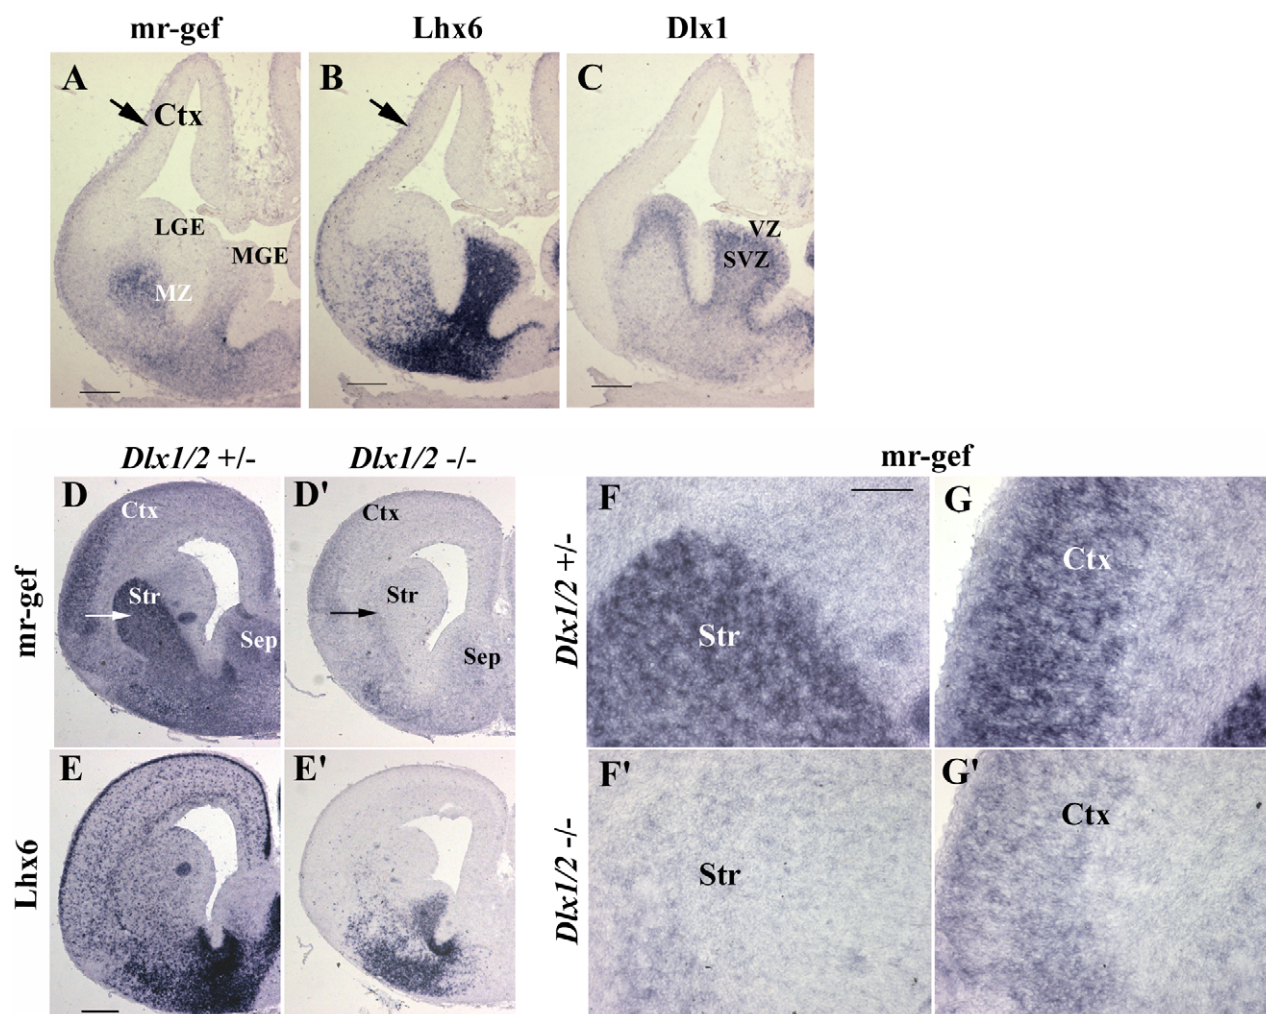 mr-gef Lhx6 Dlx1
A B C
Ctx
LGE
MGE
MZ
VZ
SVZ
Dlx1/2 +/- Dlx1/2 -/- mr-gef
D D' F G
Ctx Ctx
Str Str
Sep Sep
mr-gef
Dlx1/2 +/-
Str
Ctx
E E' F' G'
Lhx6
Dlx1/2 -/-
Str
Ctx